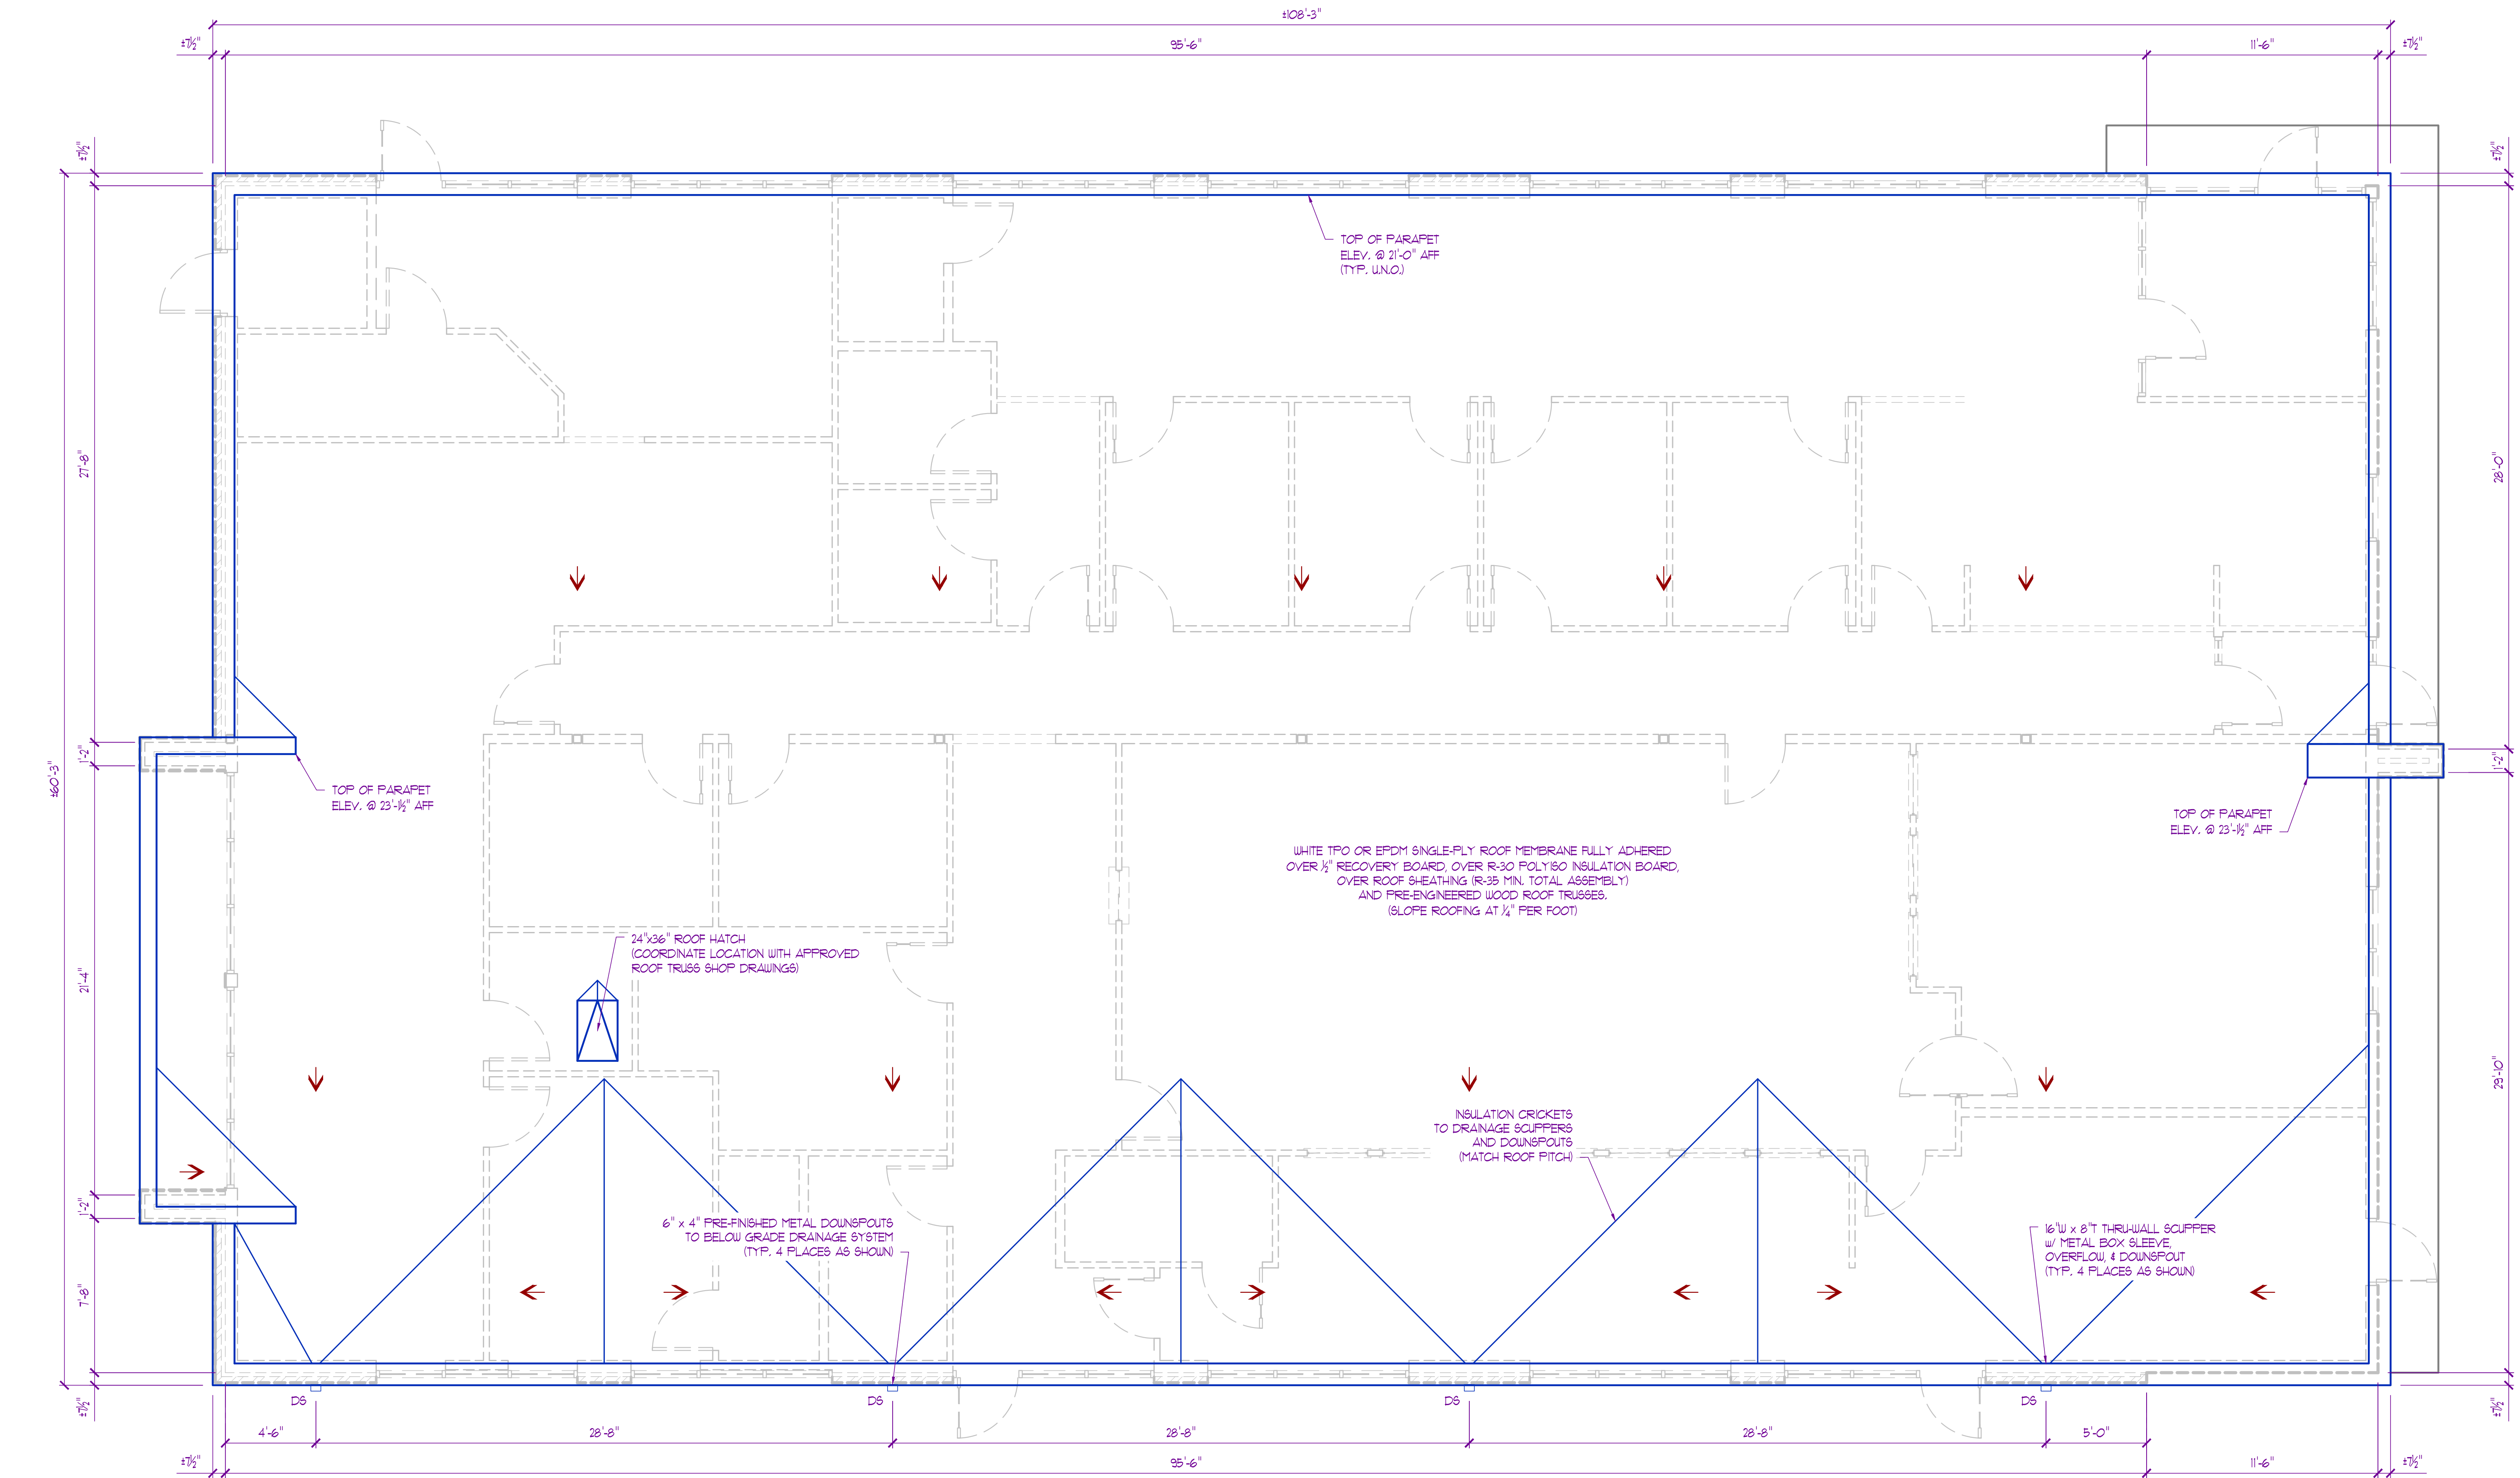 ±108'-3"
±7½"
95'-6"
11'-6"
±7½"
±7½"
±7½"
TOP OF PARAPET
ELEV. @ 21'-0" AFF
(TYP. U.N.O.)
27'-8"
28'-0"
±60'-3"
1'-2"
1'-2"
TOP OF PARAPET
ELEV. @ 23'-1½" AFF
TOP OF PARAPET
ELEV. @ 23'-1½" AFF
WHITE TPO OR EPDM SINGLE-PLY ROOF MEMBRANE FULLY ADHERED
OVER ½" RECOVERY BOARD, OVER R-30 POLYISO INSULATION BOARD,
OVER ROOF SHEATHING (R-35 MIN. TOTAL ASSEMBLY)
AND PRE-ENGINEERED WOOD ROOF TRUSSES.
(SLOPE ROOFING AT ¼" PER FOOT)
24"x36" ROOF HATCH
(COORDINATE LOCATION WITH APPROVED
ROOF TRUSS SHOP DRAWINGS)
21'-4"
29'-10"
INSULATION CRICKETS
TO DRAINAGE SCUPPERS
AND DOWNSPOUTS
(MATCH ROOF PITCH)
1'-2"
6" x 4" PRE-FINISHED METAL DOWNSPOUTS
TO BELOW GRADE DRAINAGE SYSTEM
(TYP. 4 PLACES AS SHOWN)
16"W x 8"T THRU-WALL SCUPPER
w/ METAL BOX SLEEVE,
OVERFLOW, & DOWNSPOUT
(TYP. 4 PLACES AS SHOWN)
7'-8"
±7½"
DS
DS
DS
DS
±7½"
4'-6"
28'-8"
28'-8"
28'-8"
5'-0"
±7½"
95'-6"
11'-6"
±7½"